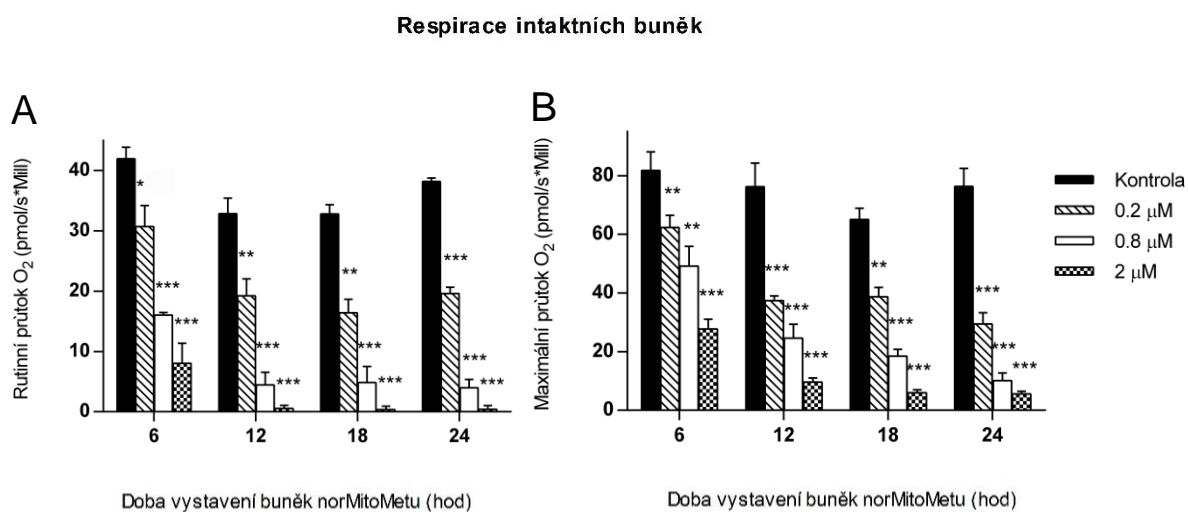 Respirace intaktních buněk
A
Rutinní průtok O2 (pmol/s*Mill)
40
30
20
10
0
* *** ***
** *** ***
** *** ***
*** *** ***
6 12 18 24
Doba vystavení buněk norMitoMetu (hod)
B
Maximální průtok O2 (pmol/s*Mill)
80
60
40
20
0
** ** ***
*** *** ***
** *** ***
*** *** ***
6 12 18 24
Doba vystavení buněk norMitoMetu (hod)
Kontrola
0.2 µM
0.8 µM
2 µM